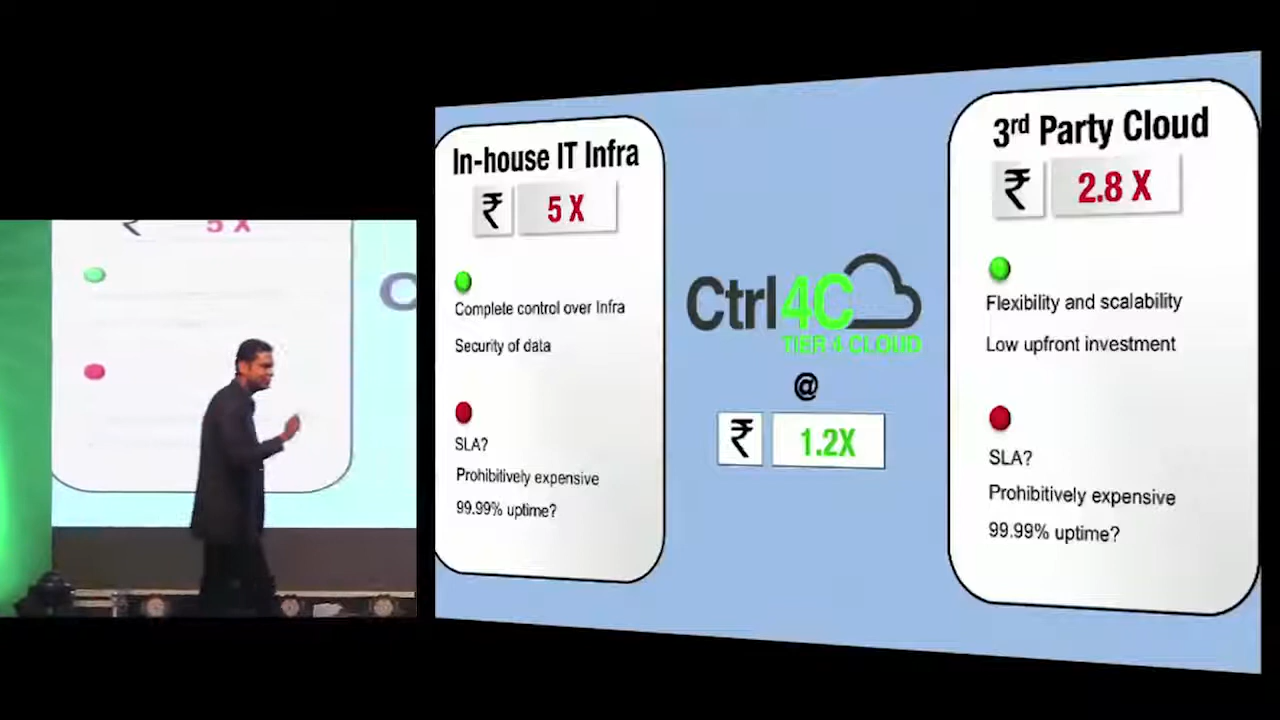 ₹ 5 X
C
In-house IT Infra
₹ 5 X
Complete control over Infra
Security of data
SLA?
Prohibitively expensive
99.99% uptime?
Ctrl4C
TIER 4 CLOUD
@
₹ 1.2X
3rd Party Cloud
₹ 2.8 X
Flexibility and scalability
Low upfront investment
SLA?
Prohibitively expensive
99.99% uptime?